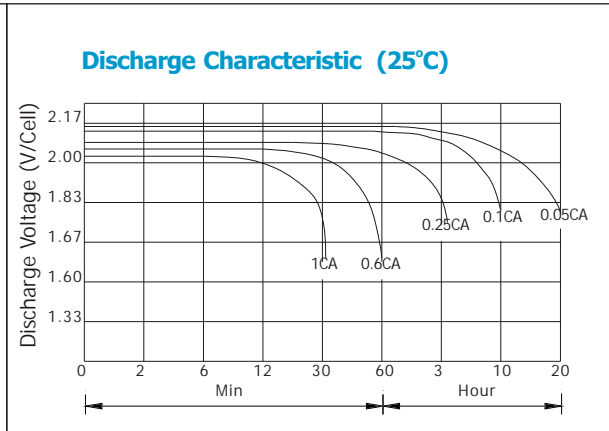 Discharge Characteristic (25°C)
Discharge Voltage (V/Cell)
2.17
2.00
1.83
1.67
1.60
1.33
1CA
0.6CA
0.25CA
0.1CA
0.05CA
0 2 6 12 30 60 3 10 20
Min Hour